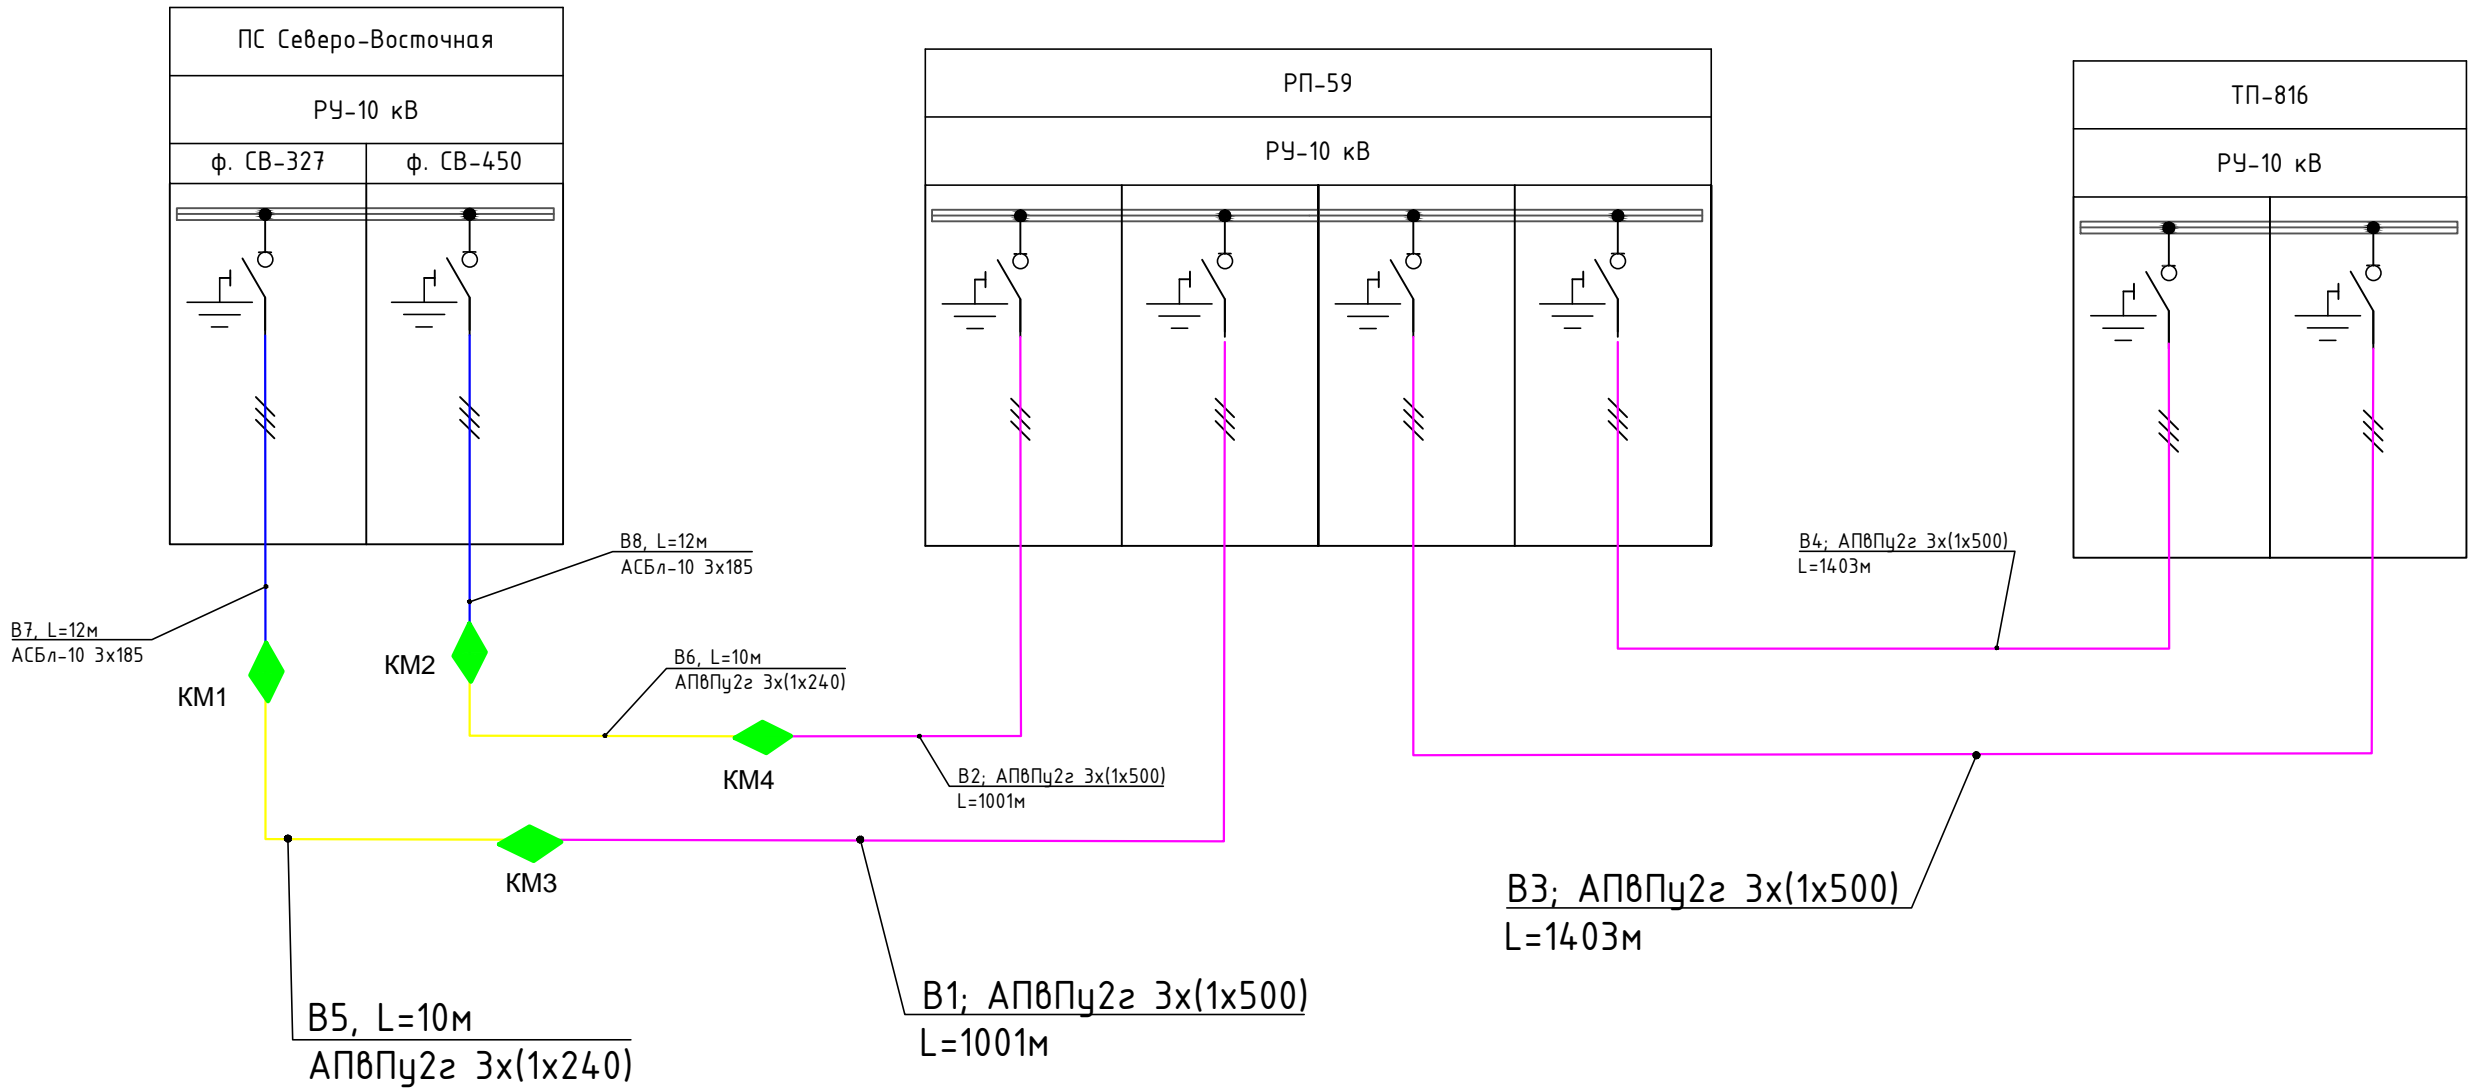 ПС Северо-Восточная
РУ-10 кВ
ф. СВ-327
ф. СВ-450
РП-59
РУ-10 кВ
ТП-816
РУ-10 кВ
В8, L=12м
АСБл-10 3х185
В4; АПвПу2г 3х(1х500)
L=1403м
В7, L=12м
АСБл-10 3х185
КМ1
КМ2
В6, L=10м
АПвПу2г 3х(1х240)
КМ4
В2; АПвПу2г 3х(1х500)
L=1001м
КМ3
В3; АПвПу2г 3х(1х500)
L=1403м
В1; АПвПу2г 3х(1х500)
L=1001м
В5, L=10м
АПвПу2г 3х(1х240)